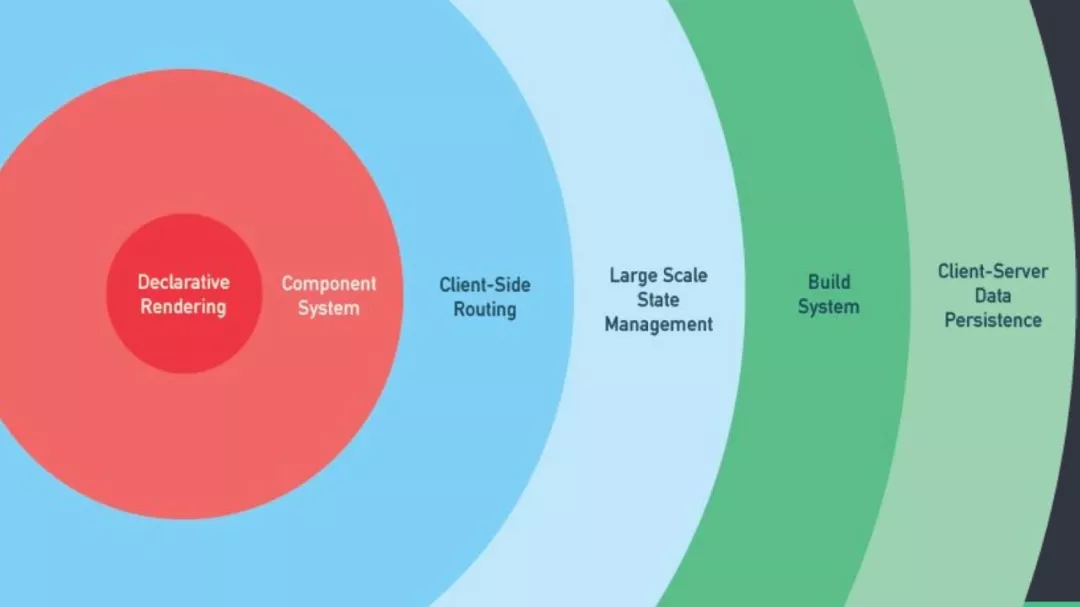 Declarative
Rendering
Component
System
Client-Side
Routing
Large Scale
State
Management
Build
System
Client-Server
Data
Persistence